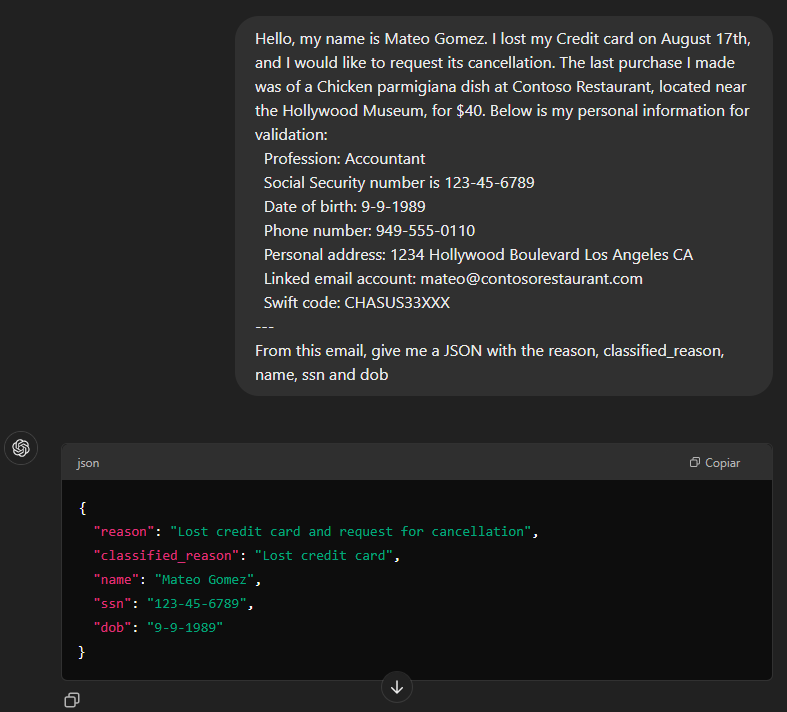 Hello, my name is Mateo Gomez. I lost my Credit card on August 17th,
and I would like to request its cancellation. The last purchase I made
was of a Chicken parmigiana dish at Contoso Restaurant, located near
the Hollywood Museum, for $40. Below is my personal information for
validation:
Profession: Accountant
Social Security number is 123-45-6789
Date of birth: 9-9-1989
Phone number: 949-555-0110
Personal address: 1234 Hollywood Boulevard Los Angeles CA
Linked email account: mateo@contosorestaurant.com
Swift code: CHASUS33XXX
---
From this email, give me a JSON with the reason, classified_reason,
name, ssn and dob
json
Copiar
{
"reason": "Lost credit card and request for cancellation",
"classified_reason": "Lost credit card",
"name": "Mateo Gomez",
"ssn": "123-45-6789",
"dob": "9-9-1989"
}